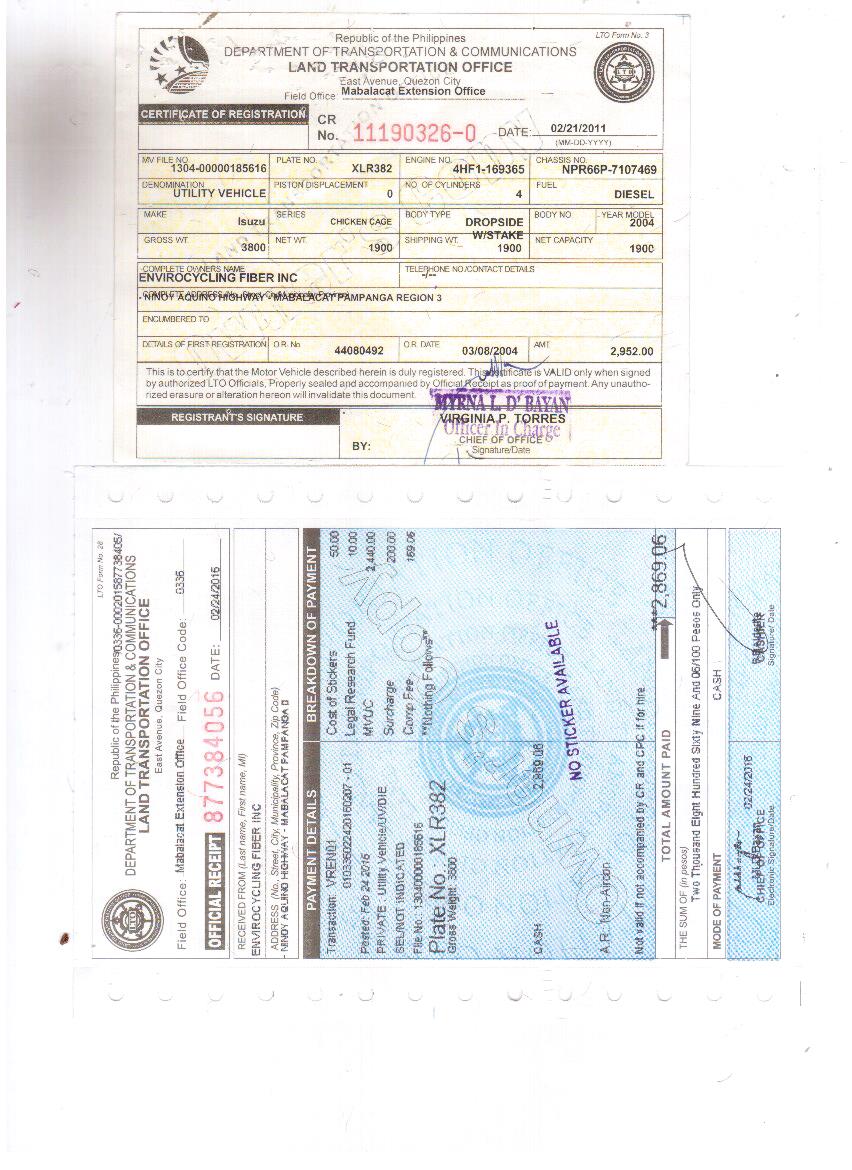 LTO Form No. 3
Republic of the Philippines
DEPARTMENT OF TRANSPORTATION & COMMUNICATIONS
LAND TRANSPORTATION OFFICE
East Avenue, Quezon City
Field Office Mabalacat Extension Office
CERTIFICATE OF REGISTRATION
CR No. 11190326-0 DATE: 02/21/2011
(MM-DD-YYYY)
MV FILE NO. 1304-00000185616 PLATE NO. XLR382 ENGINE NO. 4HF1-169365 CHASSIS NO. NPR66P-7107469
DENOMINATION UTILITY VEHICLE PISTON DISPLACEMENT 0 NO. OF CYLINDERS 4 FUEL DIESEL
MAKE Isuzu SERIES CHICKEN CAGE BODY TYPE DROPSIDE W/STAKE BODY NO YEAR MODEL 2004
GROSS WT. 3800 NET WT. 1900 SHIPPING WT. 1900 NET CAPACITY 1900
COMPLETE OWNERS NAME TELEPHONE NO./CONTACT DETAILS
ENVIROCYCLING FIBER INC -/--
COMPLETE ADDRESS
- NINOY AQUINO HIGHWAY - MABALACAT PAMPANGA REGION 3
ENCUMBERED TO
DETAILS OF FIRST REGISTRATION O.R. No 44080492 O.R. DATE 03/08/2004 AMT 2,952.00
This is to certify that the Motor Vehicle described herein is duly registered. This certificate is VALID only when signed
by authorized LTO Officials, Properly sealed and accompanied by Official Receipt as proof of payment. Any unautho-
rized erasure or alteration hereon will invalidate this document.
MYRNA L. D' BAYAN
REGISTRANT'S SIGNATURE
VIRGINIA P. TORRES
Officer In Charge
BY: CHIEF OF OFFICE
Signature/Date
LTO Form No. 26
Republic of the Philippines
DEPARTMENT OF TRANSPORTATION & COMMUNICATIONS
LAND TRANSPORTATION OFFICE
East Avenue, Quezon City
Field Office: Mabalacat Extension Office Field Office Code: 0336
OFFICIAL RECEIPT 877384056 DATE: 02/24/2016
RECEIVED FROM (Last name, First name, MI)
ENVIROCYCLING FIBER INC
ADDRESS (No., Street, City, Municipality, Province, Zip Code)
- NINOY AQUINO HIGHWAY - MABALACAT PAMPANGA
PAYMENT DETAILS BREAKDOWN OF PAYMENT
Transaction: VREN01 Cost of Stickers 50.00
Legal Research Fund 10.00
Posted: Feb 24 2016 MVUC 2,440.00
PRIVATE - Utility Vehicle/UV/DIE Surcharge 200.00
SEL/NOT INDICATED Comp Fee 169.06
File No: 130400000185616 **Nothing Follows**
Plate No. XLR382
Gross Weight: 3800
Own er's Copy
CASH 2,869.06
NO STICKER AVAILABLE
A.R.: Non-Aircon
Not valid if not accompanied by CR and CPC if for hire
TOTAL AMOUNT PAID ***2,869.06
THE SUM OF (in pesos)
Two Thousand Eight Hundred Sixty Nine And 06/100 Pesos Only
MODE OF PAYMENT CASH
02/24/2016
CHIEF OF OFFICE CASHIER
Electronic Signature/ Date Signature/ Date